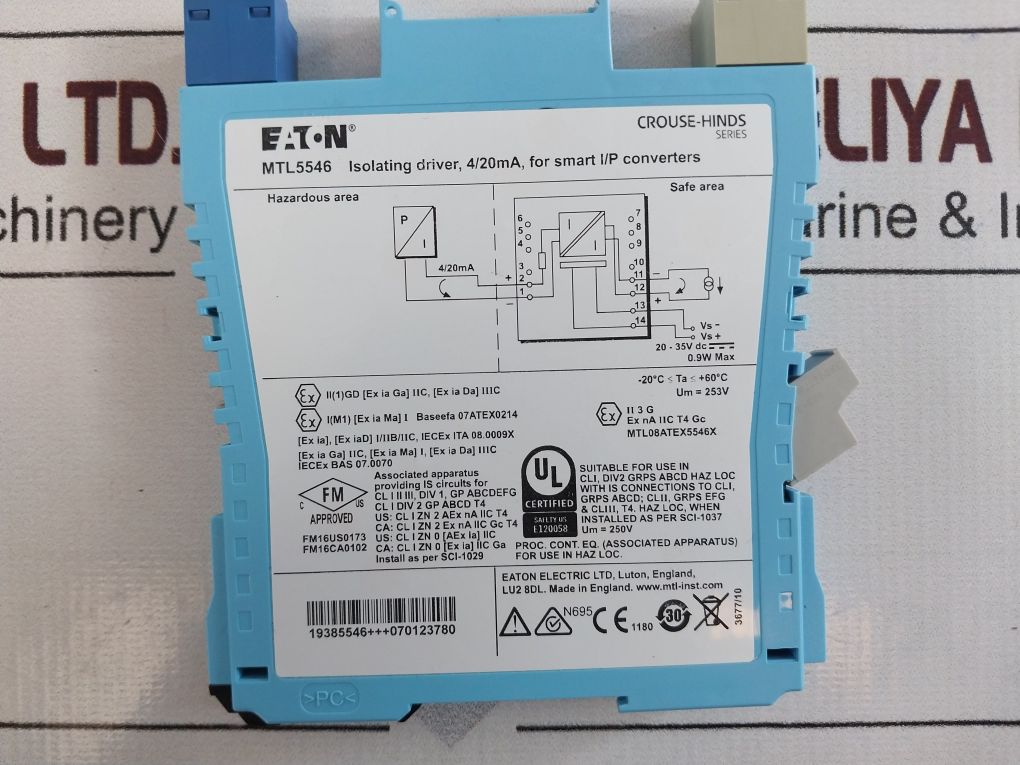 LTD.
ELIYA
chinery
rine & In
EATON®
CROUSE-HINDS
SERIES
MTL5546 Isolating driver, 4/20mA, for smart I/P converters
Hazardous area
Safe area
P
I
4/20mA
+
−
6
5
4
3
2
1
I
I
7
8
9
10
11
12
13
14
−
+
Vs −
Vs +
20 - 35V dc
0.9W Max
Ex II(1)GD [Ex ia Ga] IIC, [Ex ia Da] IIIC
Ex I(M1) [Ex ia Ma] I Baseefa 07ATEX0214
[Ex ia], [Ex iaD] I/IIB/IIC, IECEx ITA 08.0009X
[Ex ia Ga] IIC, [Ex ia Ma] I, [Ex ia Da] IIIC
IECEx BAS 07.0070
-20°C ≤ Ta ≤ +60°C
Um = 253V
Ex II 3 G
Ex nA IIC T4 Gc
MTL08ATEX5546X
C FM US
APPROVED
FM16US0173
FM16CA0102
Associated apparatus
providing IS circuits for
CL I II III, DIV 1, GP ABCDEFG
CL I DIV 2 GP ABCD T4
US: CL I ZN 2 AEx nA IIC T4
CA: CL I ZN 2 Ex nA IIC Gc T4
US: CL I ZN 0 [AEx ia] IIC
CA: CL I ZN 0 [Ex ia] IIC Ga
Install as per SCI-1029
UL
CERTIFIED
SAFETY US
E120058
SUITABLE FOR USE IN
CLI, DIV2 GRPS ABCD HAZ LOC
WITH IS CONNECTIONS TO CLI,
GRPS ABCD; CLII, GRPS EFG
& CLIII, T4. HAZ LOC, WHEN
INSTALLED AS PER SCI-1037
Um = 250V
PROC. CONT. EQ. (ASSOCIATED APPARATUS)
FOR USE IN HAZ LOC.
19385546+++070123780
EATON ELECTRIC LTD, Luton, England,
LU2 8DL. Made in England. www.mtl-inst.com
N695
CE 1180
30
3677/10
>PC<